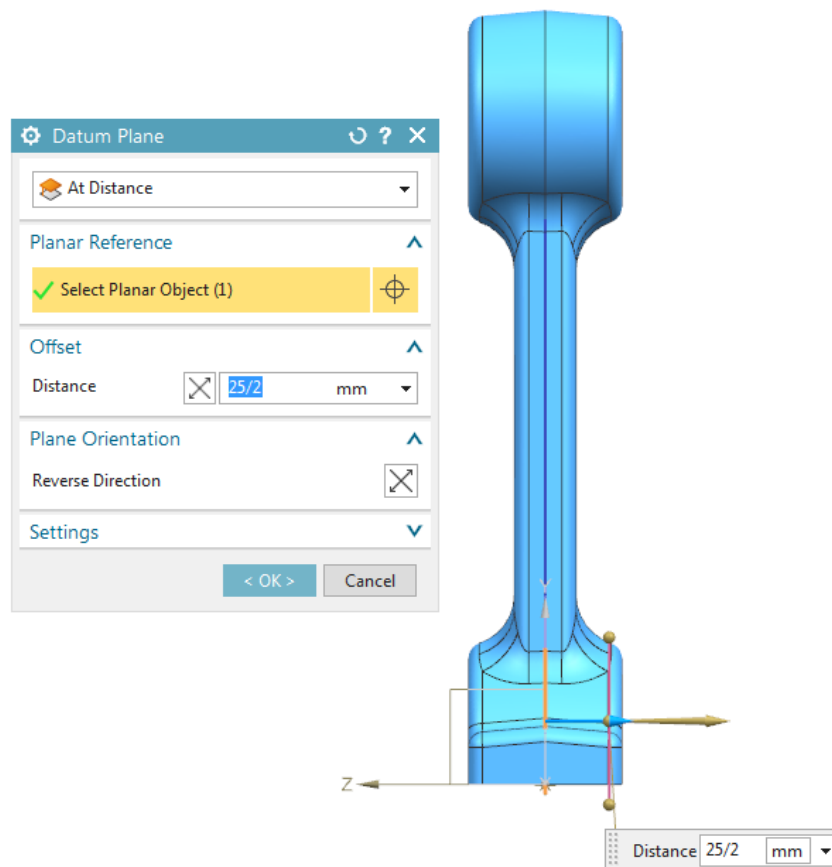 Datum Plane ?
At Distance
Planar Reference
Select Planar Object (1)
Offset
Distance 25/2 mm
Plane Orientation
Reverse Direction
Settings
< OK > Cancel
Y
Z
Distance 25/2 mm